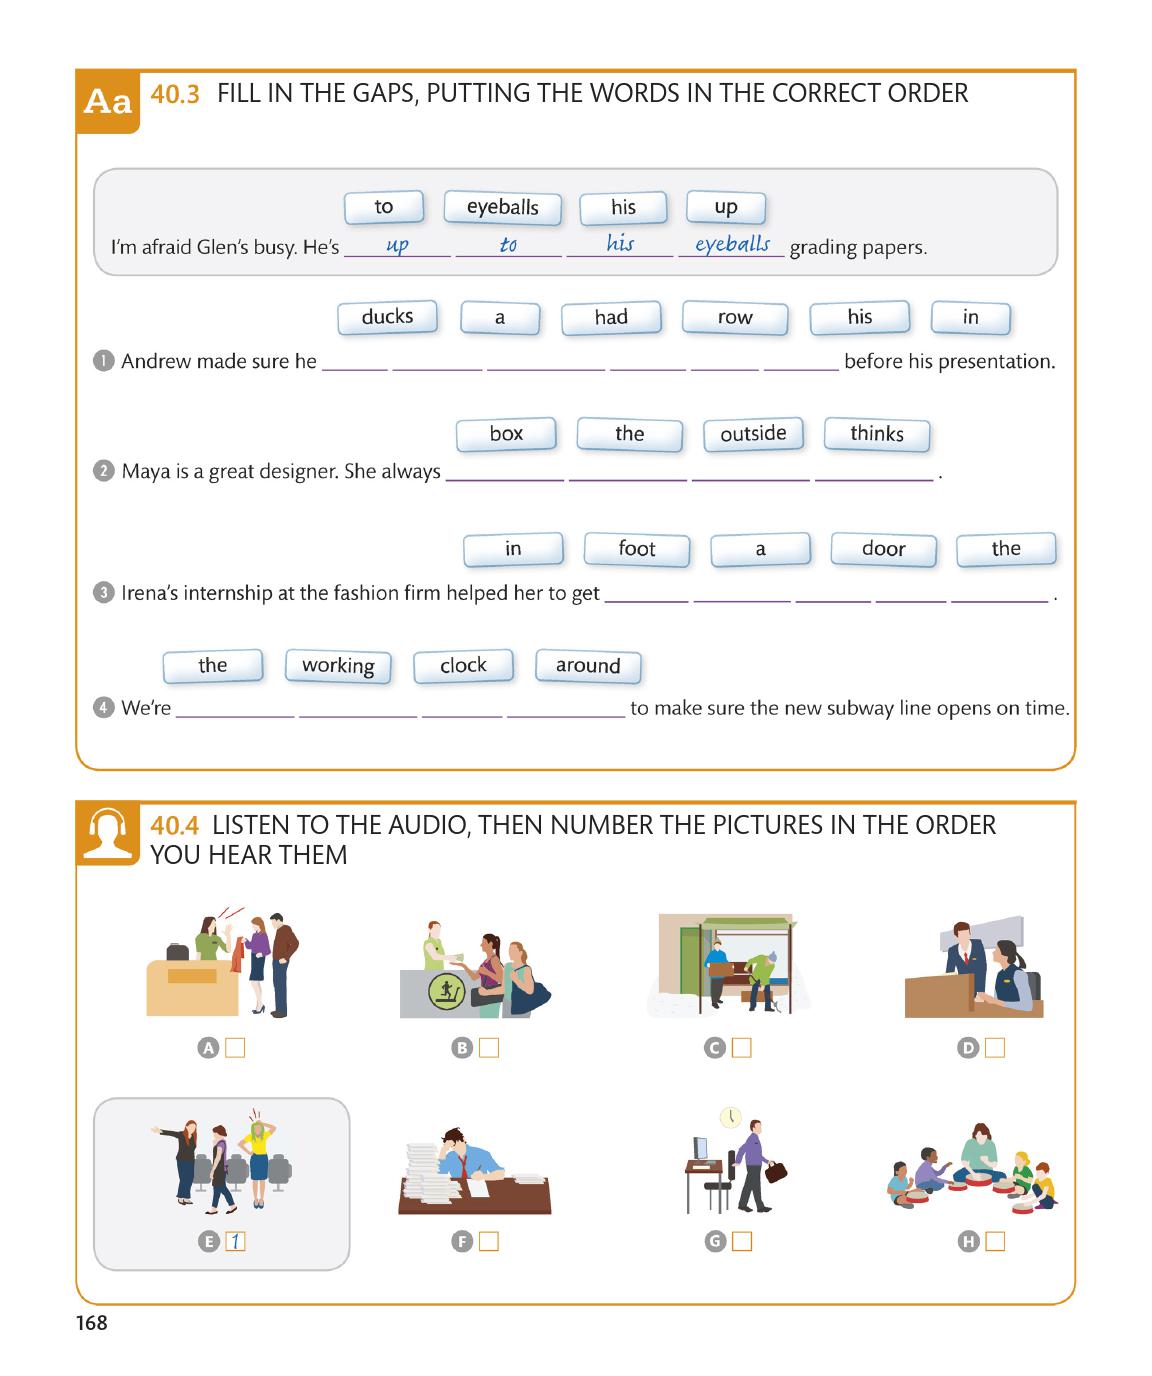 Aa
40.3 FILL IN THE GAPS, PUTTING THE WORDS IN THE CORRECT ORDER
to eyeballs his up
I'm afraid Glen's busy. He's up to his eyeballs grading papers.
ducks a had row his in
1 Andrew made sure he ______ ______ ______ ______ ______ ______ before his presentation.
box the outside thinks
2 Maya is a great designer. She always ______ ______ ______ ______ .
in foot a door the
3 Irena's internship at the fashion firm helped her to get ______ ______ ______ ______ ______ .
the working clock around
4 We're ______ ______ ______ ______ to make sure the new subway line opens on time.
40.4 LISTEN TO THE AUDIO, THEN NUMBER THE PICTURES IN THE ORDER
YOU HEAR THEM
A B C D
E 1 F G H
168